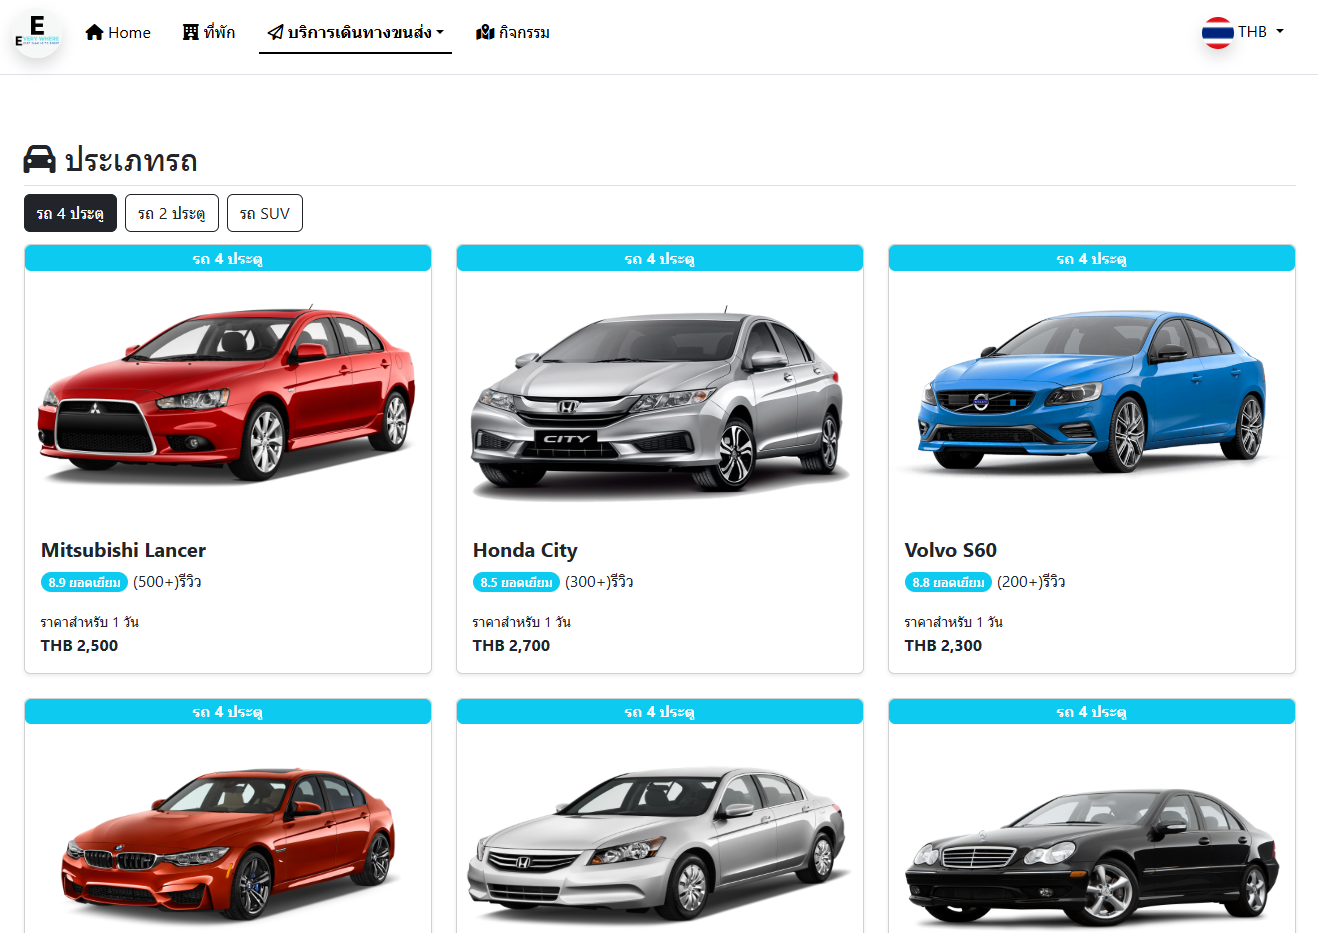 E
EVERY WHERE
Home
ที่พัก
บริการเดินทางขนส่ง
กิจกรรม
THB
ประเภทรถ
รถ 4 ประตู
รถ 2 ประตู
รถ SUV
รถ 4 ประตู
รถ 4 ประตู
รถ 4 ประตู
CITY
Mitsubishi Lancer
Honda City
Volvo S60
8.9 ยอดเยี่ยม (500+)รีวิว
8.5 ยอดเยี่ยม (300+)รีวิว
8.8 ยอดเยี่ยม (200+)รีวิว
ราคาสำหรับ 1 วัน
ราคาสำหรับ 1 วัน
ราคาสำหรับ 1 วัน
THB 2,500
THB 2,700
THB 2,300
รถ 4 ประตู
รถ 4 ประตู
รถ 4 ประตู